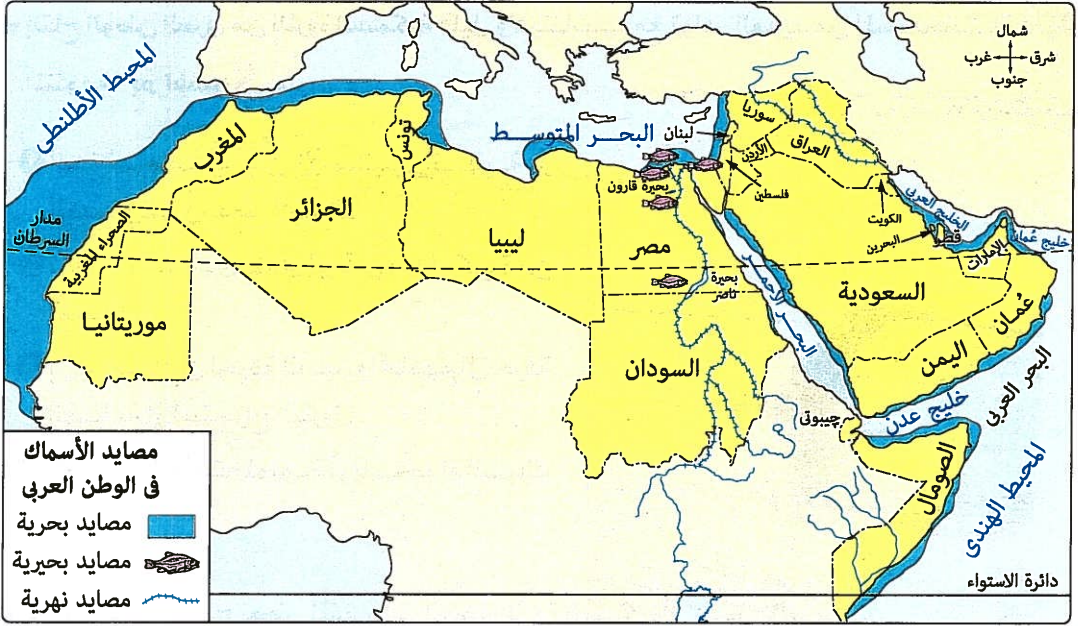 شمال
شرق
غرب
جنوب
المحيط الأطلنطى
البحر المتوسط
لبنان
سوريا
العراق
الأردن
فلسطين
الكويت
الخليج العربى
البحرين
قطر
خليج عُمان
الإمارات
السعودية
عُمان
اليمن
البحر العربى
خليج عدن
البحر الأحمر
المغرب
تونس
الجزائر
ليبيا
مصر
بحيرة قارون
بحيرة
ناصر
مدار
السرطان
الصحراء المغربية
موريتانيا
السودان
چيبوتى
الصومال
المحيط الهندى
دائرة الاستواء
مصايد الأسماك
فى الوطن العربى
مصايد بحرية
مصايد بحيرية
مصايد نهرية